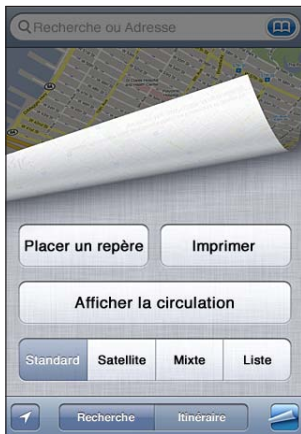 Recherche ou Adresse
Placer un repère
Imprimer
Afficher la circulation
Standard
Satellite
Mixte
Liste
Recherche
Itinéraire